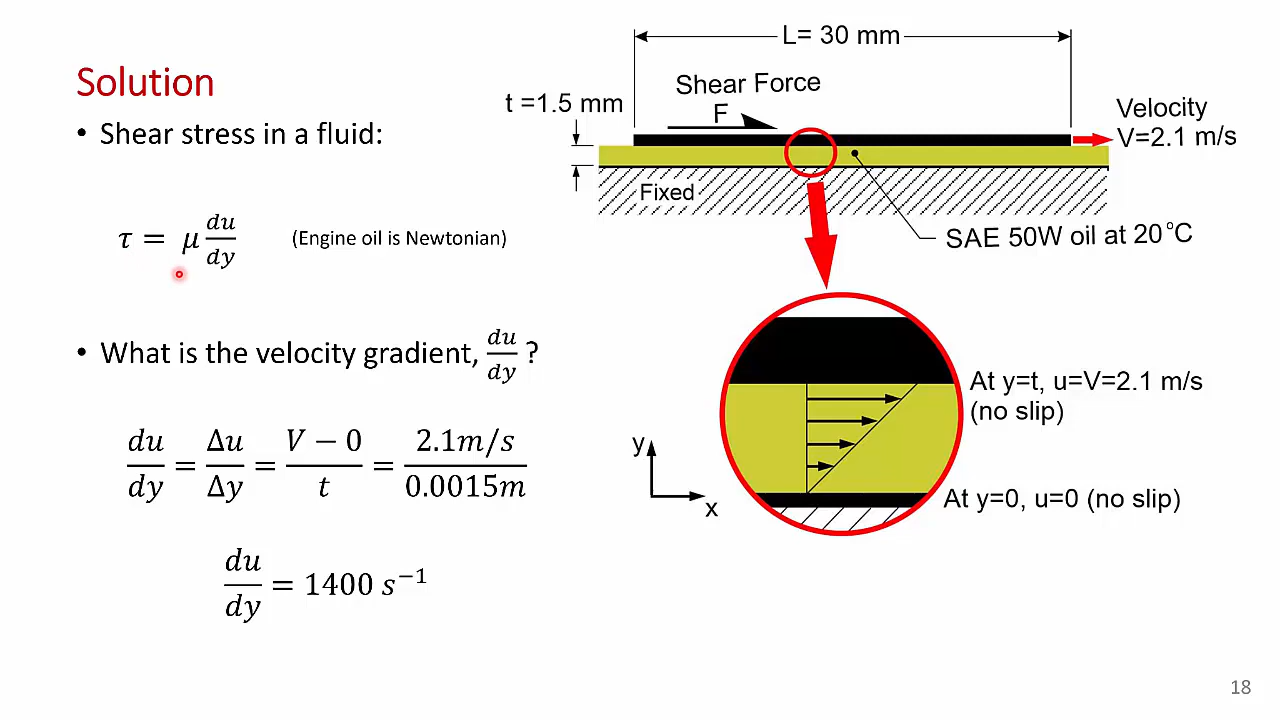 Solution
• Shear stress in a fluid:
τ = μ du/dy (Engine oil is Newtonian)
• What is the velocity gradient, du/dy ?
du/dy = Δu/Δy = V − 0/t = 2.1m/s/0.0015m
du/dy = 1400 s⁻¹
L= 30 mm
Shear Force
F
t =1.5 mm
Velocity
V=2.1 m/s
Fixed
SAE 50W oil at 20°C
At y=t, u=V=2.1 m/s
(no slip)
y
x
At y=0, u=0 (no slip)
18